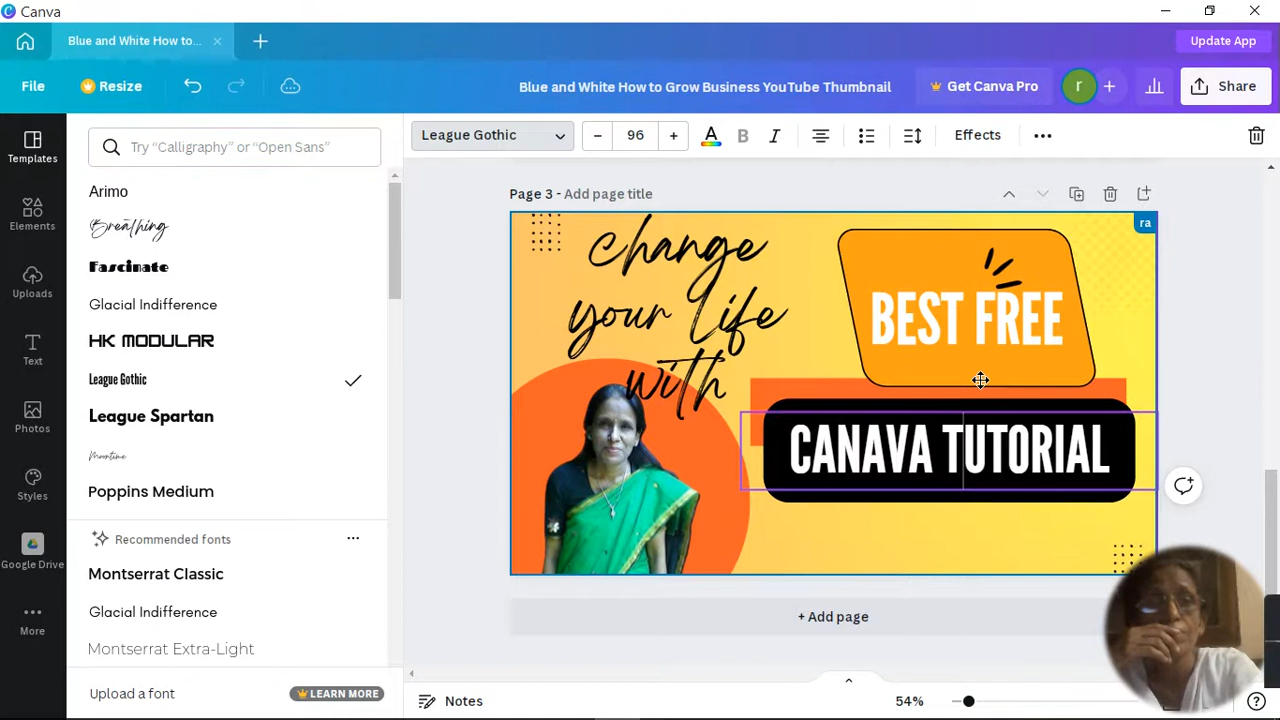 Canva
Blue and White How to...
Update App
File
Resize
Blue and White How to Grow Business YouTube Thumbnail
Get Canva Pro
r
Share
Templates
Elements
Uploads
Text
Photos
Styles
Google Drive
More
Try “Calligraphy” or “Open Sans”
Arimo
Breathing
Fascinate
Glacial Indifference
HK MODULAR
League Gothic
League Spartan
Moontime
Poppins Medium
Recommended fonts
Montserrat Classic
Glacial Indifference
Montserrat Extra-Light
Upload a font
LEARN MORE
League Gothic
96
A
B
I
Effects
Page 3 - Add page title
ra
Change
your life
with
BEST FREE
CANAVA TUTORIAL
+ Add page
Notes
54%